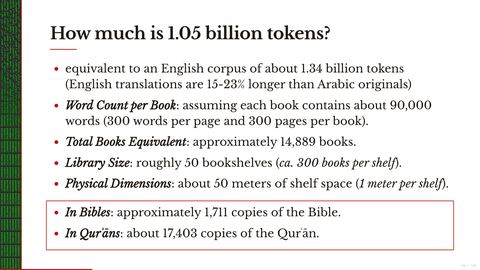 How much is 1.05 billion tokens?
equivalent to an English corpus of about 1.34 billion tokens
(English translations are 15-23% longer than Arabic originals)
Word Count per Book: assuming each book contains about 90,000
words (300 words per page and 300 pages per book).
Total Books Equivalent: approximately 14,889 books.
Library Size: roughly 50 bookshelves (ca. 300 books per shelf).
Physical Dimensions: about 50 meters of shelf space (1 meter per shelf).
In Bibles: approximately 1,711 copies of the Bible.
In Qurʾāns: about 17,403 copies of the Qurʾān.